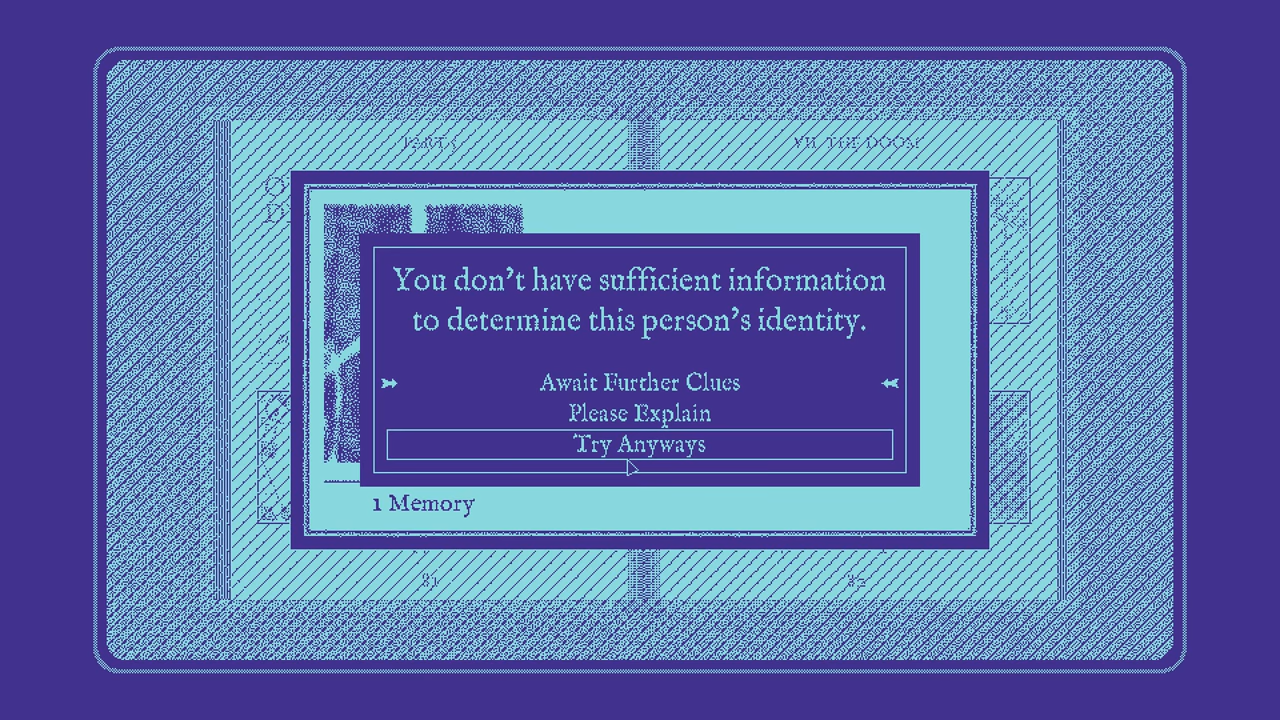 VII. THE DOOM
You don't have sufficient information
to determine this person's identity.
Await Further Clues
Please Explain
Try Anyways
1 Memory